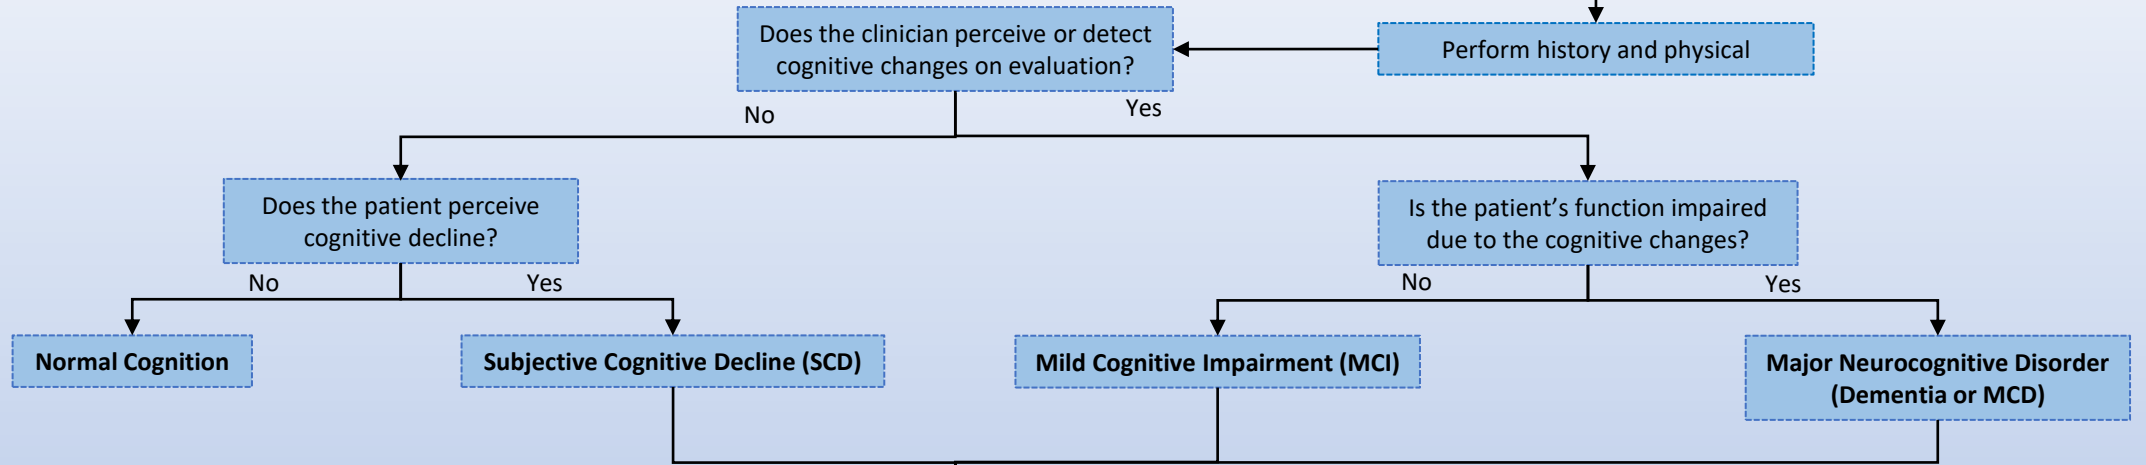 Does the clinician perceive or detect
cognitive changes on evaluation?
Perform history and physical
No
Yes
Does the patient perceive
cognitive decline?
Is the patient’s function impaired
due to the cognitive changes?
No
Yes
No
Yes
Normal Cognition
Subjective Cognitive Decline (SCD)
Mild Cognitive Impairment (MCI)
Major Neurocognitive Disorder
(Dementia or MCD)